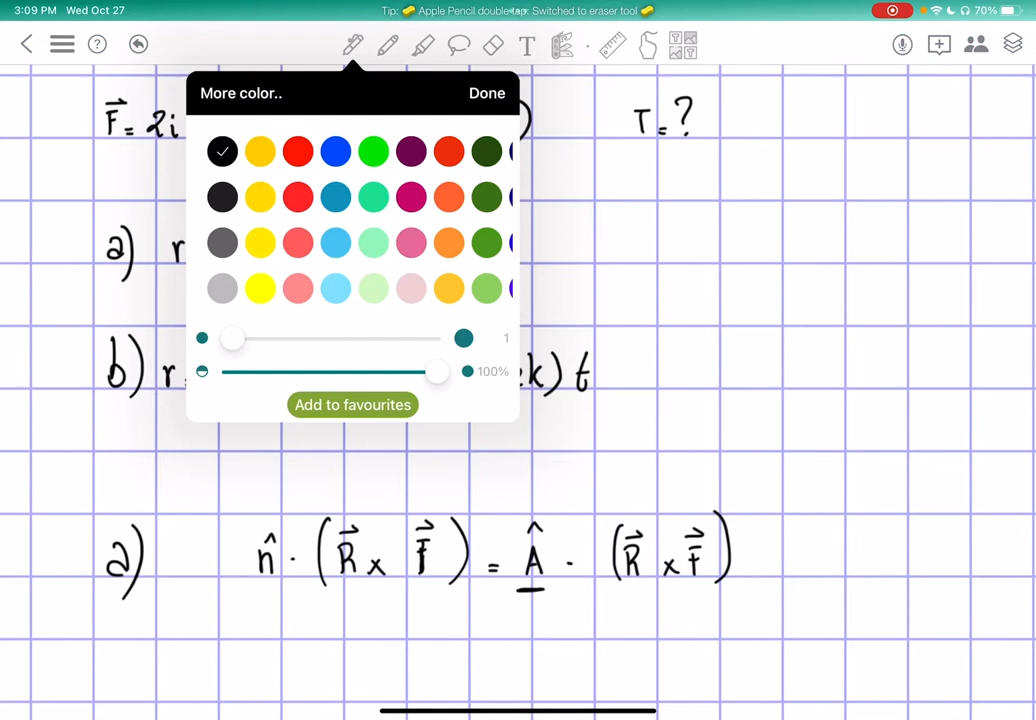 3:09 PM Wed Oct 27
Tip: 🧽 Apple Pencil double-tap: Switched to eraser tool 🧽
70%
?
T
T
T
More color..
Done
1
100%
Add to favourites
F⃗ = 2i ) T = ?
a) r
b) r k) t
a) n̂ · (R⃗ x F⃗) = Â · (R⃗ x F⃗)